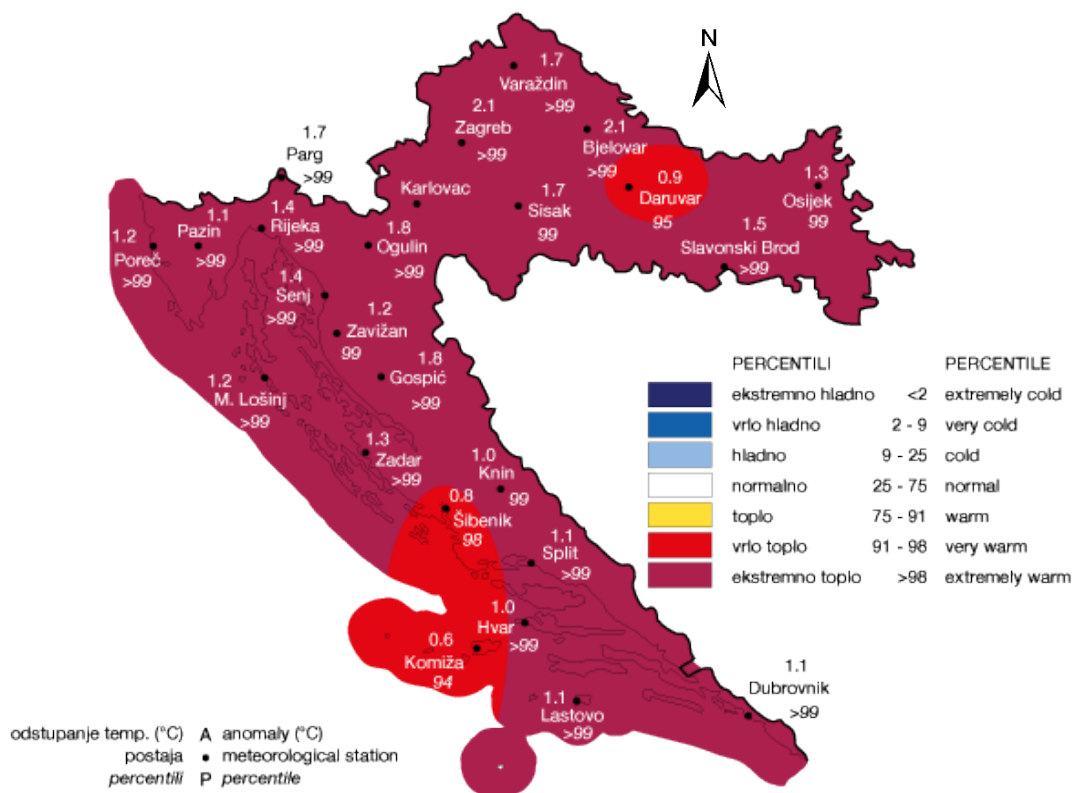 N
1.7
Varaždin
>99
2.1
Zagreb
>99
2.1
Bjelovar
>99
1.7
Parg
>99
0.9
Daruvar
95
1.3
Osijek
99
Karlovac
1.7
Sisak
99
1.5
Slavonski Brod
>99
1.2
Poreč
>99
1.1
Pazin
>99
1.4
Rijeka
>99
1.8
Ogulin
>99
1.4
Senj
>99
1.2
Zavižan
99
1.8
Gospić
>99
1.2
M. Lošinj
>99
1.3
Zadar
>99
1.0
Knin
99
0.8
Šibenik
98
1.1
Split
>99
1.0
Hvar
>99
0.6
Komiža
94
1.1
Lastovo
>99
1.1
Dubrovnik
>99
PERCENTILI PERCENTILE
ekstremno hladno <2 extremely cold
vrlo hladno 2 - 9 very cold
hladno 9 - 25 cold
normalno 25 - 75 normal
toplo 75 - 91 warm
vrlo toplo 91 - 98 very warm
ekstremno toplo >98 extremely warm
odstupanje temp. (°C) A anomaly (°C)
postaja • meteorological station
percentili P percentile